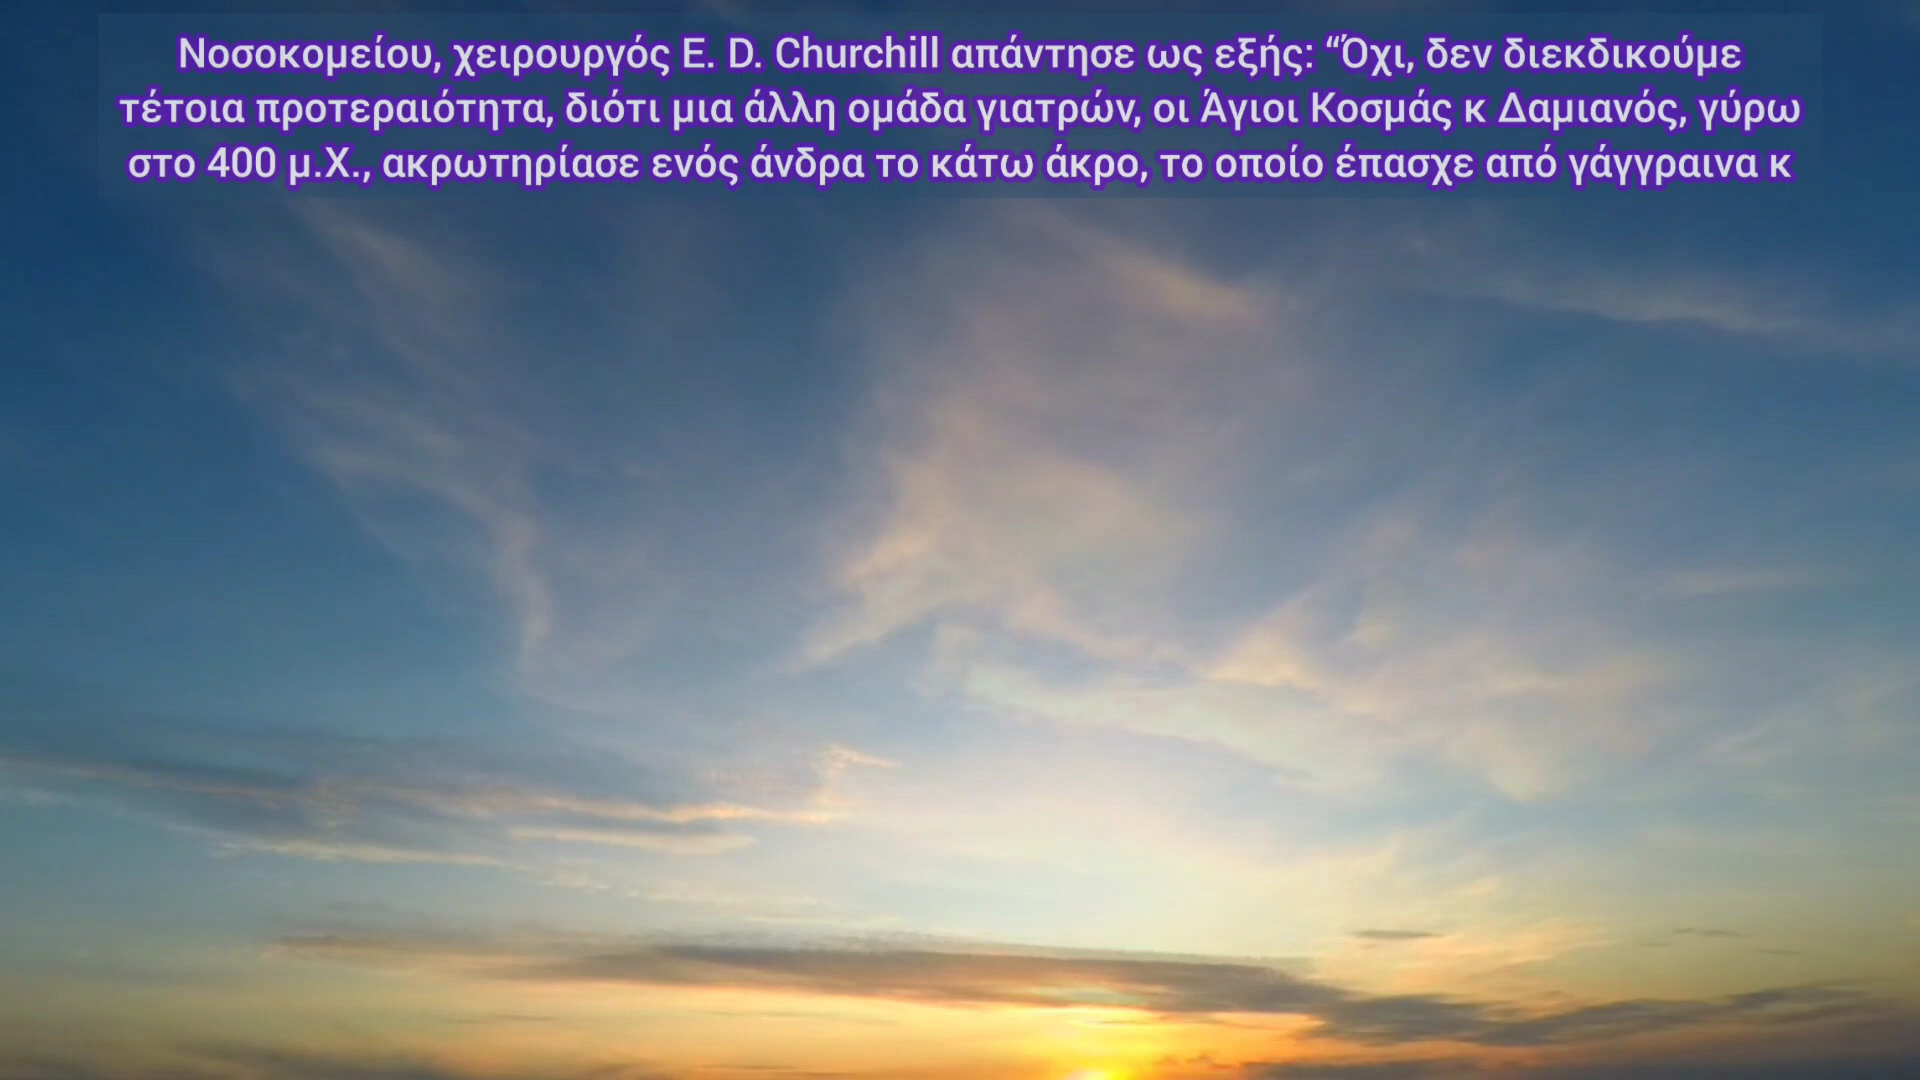 Νοσοκομείου, χειρουργός E. D. Churchill απάντησε ως εξής: “Όχι, δεν διεκδικούμε
τέτοια προτεραιότητα, διότι μια άλλη ομάδα γιατρών, οι Άγιοι Κοσμάς κ Δαμιανός, γύρω
στο 400 μ.Χ., ακρωτηρίασε ενός άνδρα το κάτω άκρο, το οποίο έπασχε από γάγγραινα κ